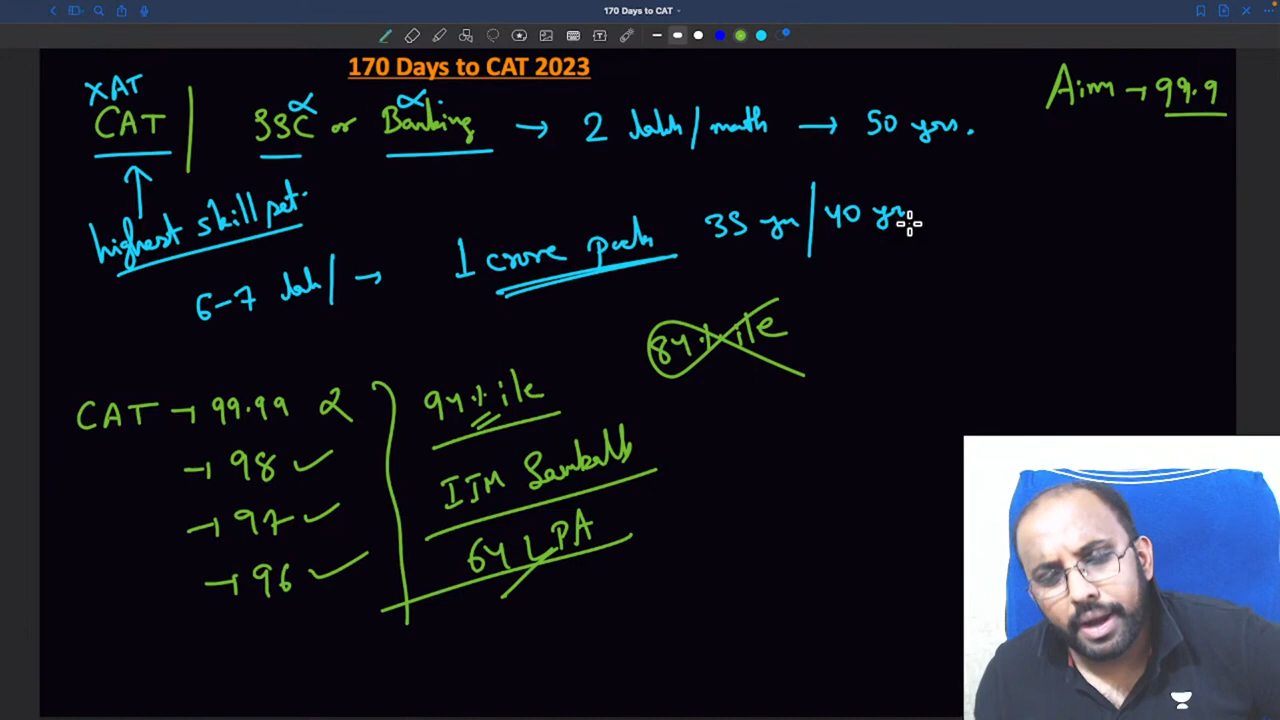 170 Days to CAT
170 Days to CAT 2023
Aim → 99.9
XAT
CAT | SSC or Banking → 2 lakh/month → 50 yrs.
highest skill set.
6-7 lakh/ → 1 crore pack 35 yr/40 yrs
84%ile
CAT → 99.99
→ 98 ✓
→ 97 ✓
→ 96 ✓
94%ile
IIM Sambalb
64 LPA